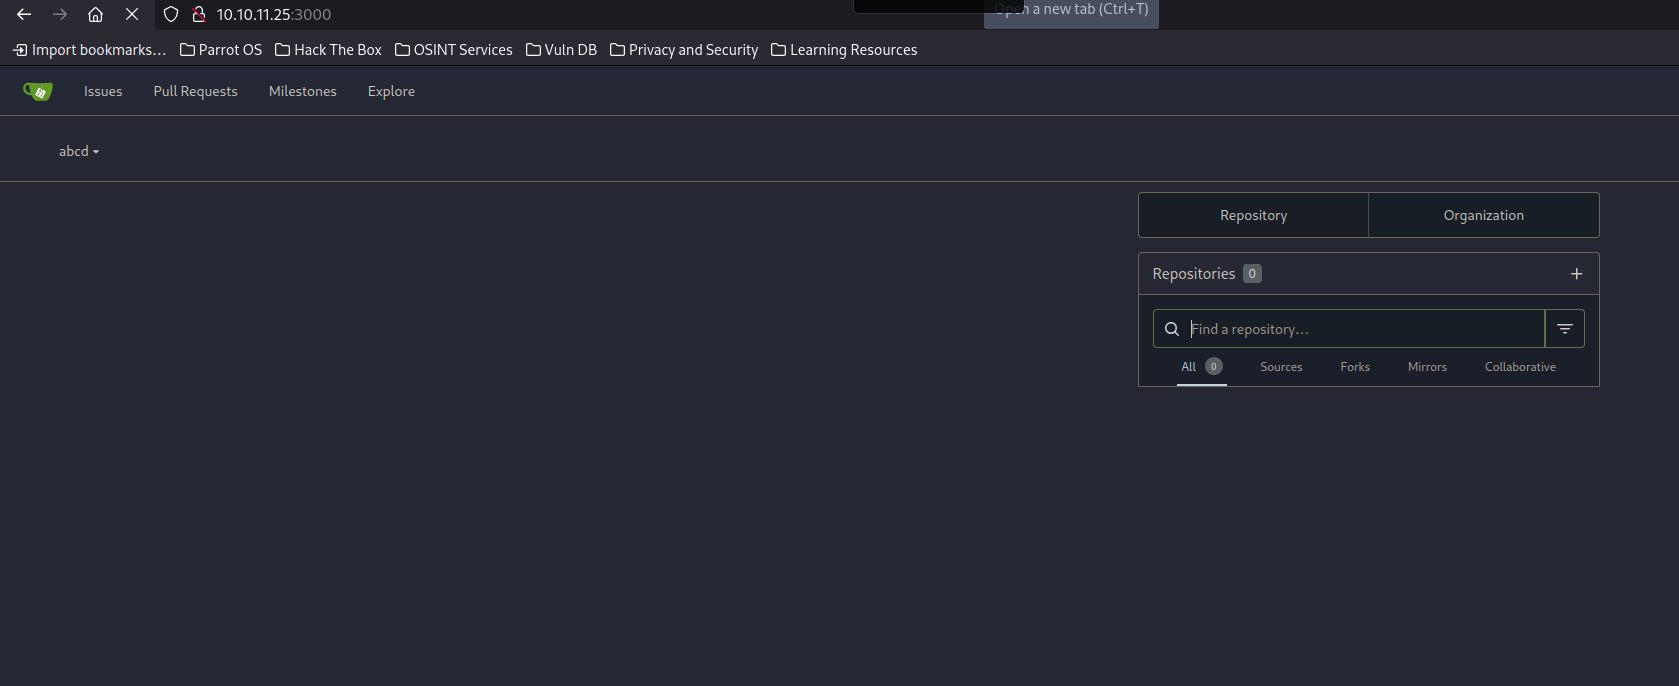 10.10.11.25:3000
Open a new tab (Ctrl+T)
Import bookmarks... Parrot OS Hack The Box OSINT Services Vuln DB Privacy and Security Learning Resources
Issues Pull Requests Milestones Explore
abcd
Repository Organization
Repositories 0
Find a repository...
All 0 Sources Forks Mirrors Collaborative